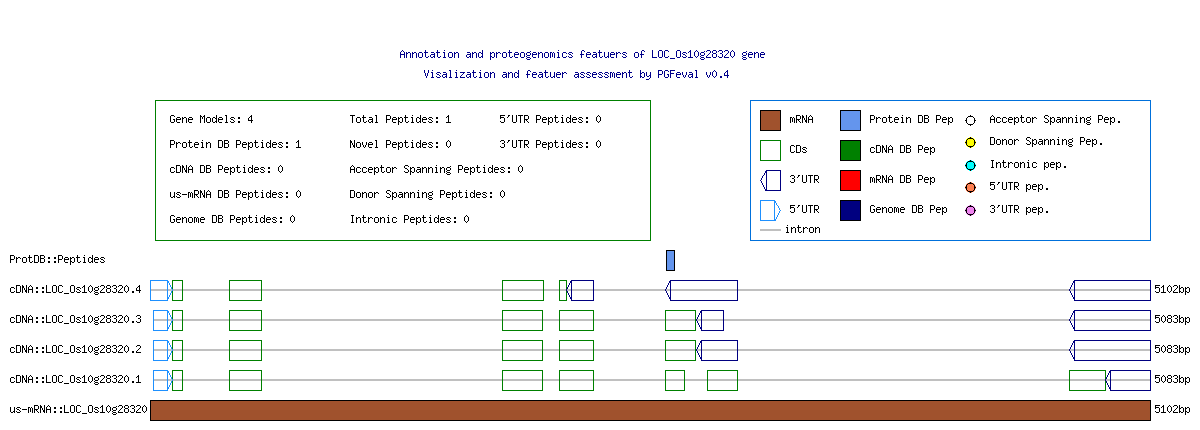 Annotation and proteogenomics featuers of LOC_Os10g28320 gene
Visalization and featuer assessment by PGFeval v0.4
Gene Models: 4 Total Peptides: 1 5'UTR Peptides: 0
Protein DB Peptides: 1 Novel Peptides: 0 3'UTR Peptides: 0
cDNA DB Peptides: 0 Acceptor Spanning Peptides: 0
us-mRNA DB Peptides: 0 Donor Spanning Peptides: 0
Genome DB Peptides: 0 Intronic Peptides: 0
mRNA Protein DB Pep Acceptor Spanning Pep.
CDs cDNA DB Pep Donor Spanning Pep.
3'UTR mRNA DB Pep Intronic pep.
5'UTR Genome DB Pep 5'UTR pep.
intron 3'UTR pep.
ProtDB::Peptides
cDNA::LOC_Os10g28320.4 5102bp
cDNA::LOC_Os10g28320.3 5083bp
cDNA::LOC_Os10g28320.2 5083bp
cDNA::LOC_Os10g28320.1 5083bp
us-mRNA::LOC_Os10g28320 5102bp